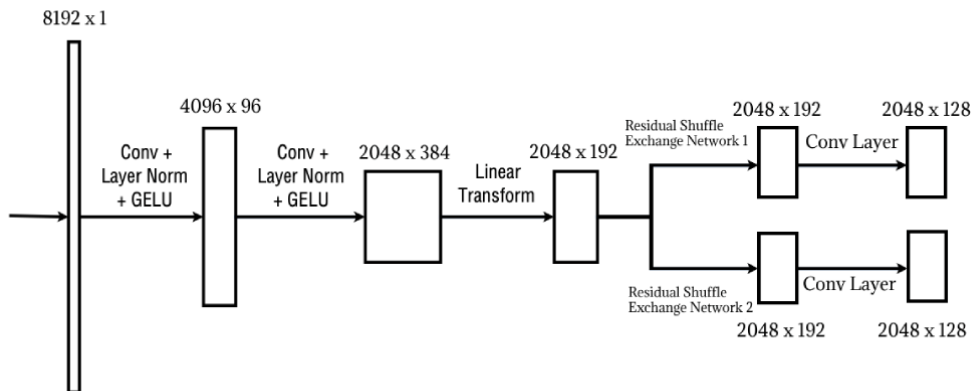 8192 x 1
Conv +
Layer Norm
+ GELU
4096 x 96
Conv +
Layer Norm
+ GELU
2048 x 384
Linear
Transform
2048 x 192
Residual Shuffle
Exchange Network 1
2048 x 192
Conv Layer
2048 x 128
Residual Shuffle
Exchange Network 2
2048 x 192
Conv Layer
2048 x 128